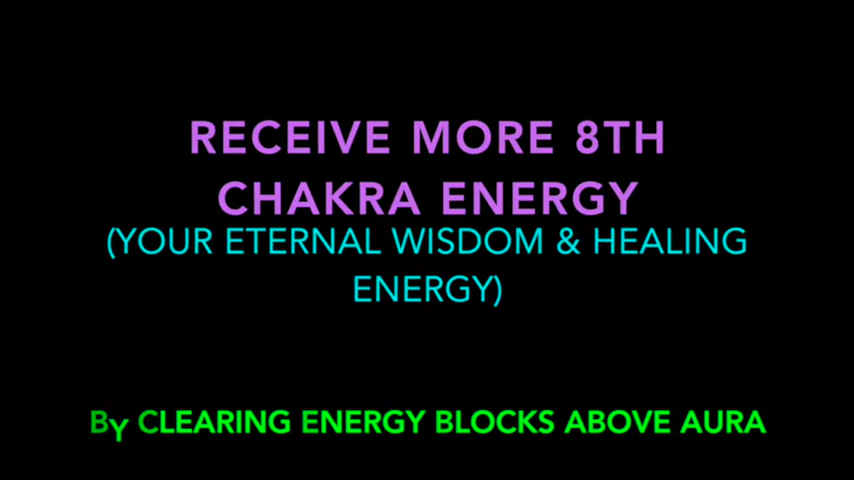 RECEIVE MORE 8TH
CHAKRA ENERGY
(YOUR ETERNAL WISDOM & HEALING
ENERGY)
By CLEARING ENERGY BLOCKS ABOVE AURA